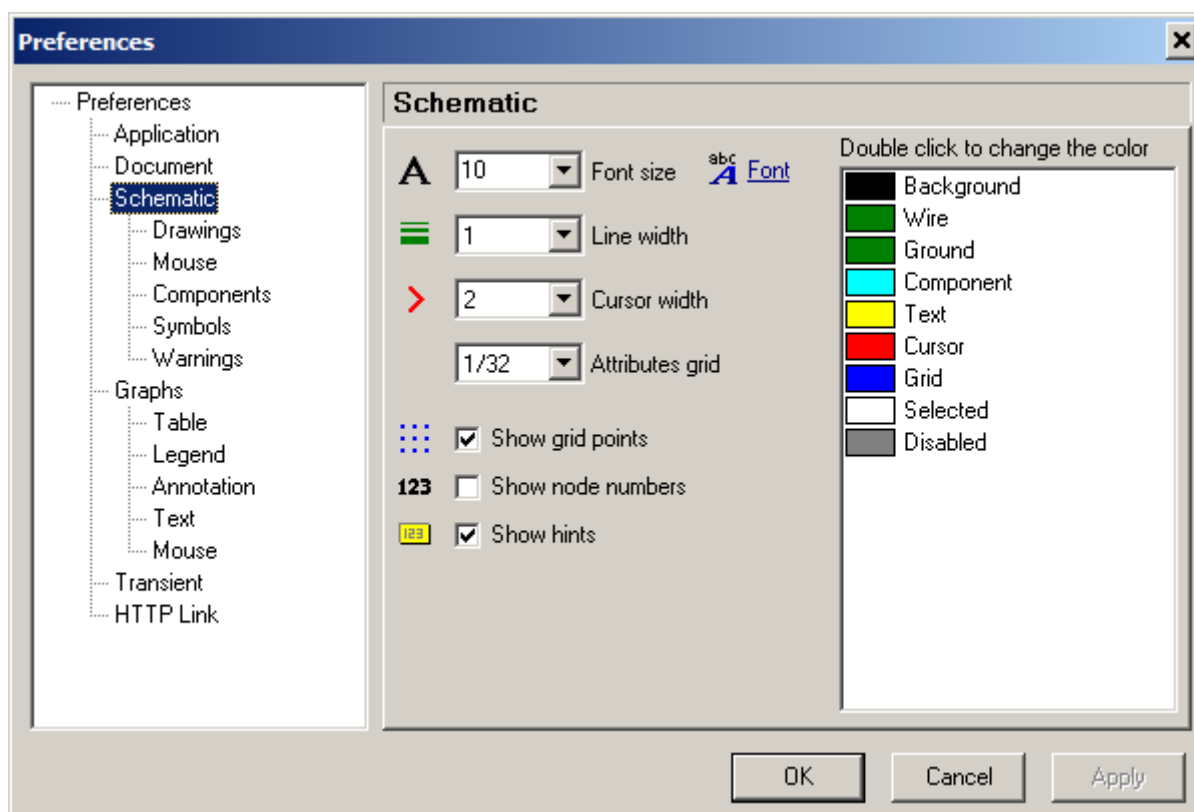 Preferences
Preferences
Application
Document
Schematic
Drawings
Mouse
Components
Symbols
Warnings
Graphs
Table
Legend
Annotation
Text
Mouse
Transient
HTTP Link
Schematic
A 10 Font size abc A Font
1 Line width
2 Cursor width
1/32 Attributes grid
Show grid points
123 Show node numbers
123 Show hints
Double click to change the color
Background
Wire
Ground
Component
Text
Cursor
Grid
Selected
Disabled
OK Cancel Apply